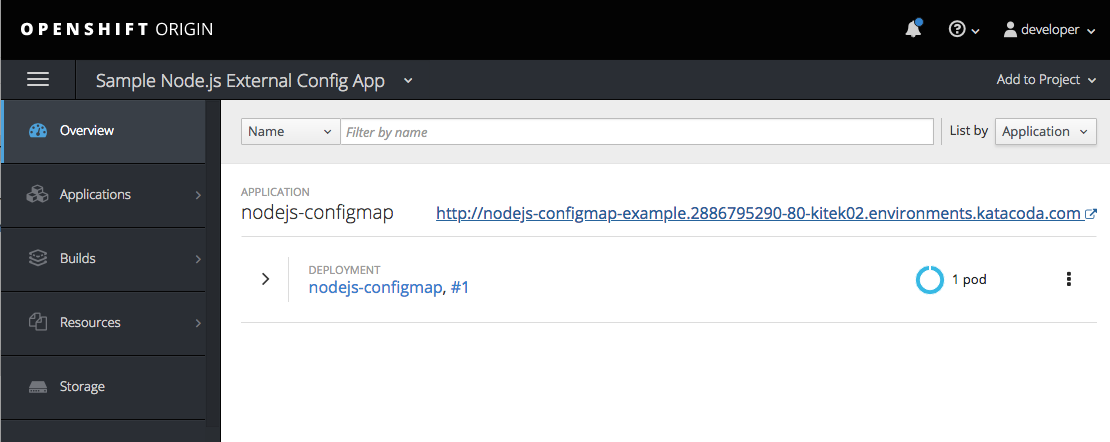 OPENSHIFT ORIGIN
developer
Sample Node.js External Config App
Add to Project
Overview
Applications
Builds
Resources
Storage
Name
Filter by name
List by
Application
APPLICATION
nodejs-configmap
http://nodejs-configmap-example.2886795290-80-kitek02.environments.katacoda.com
DEPLOYMENT
nodejs-configmap, #1
1 pod